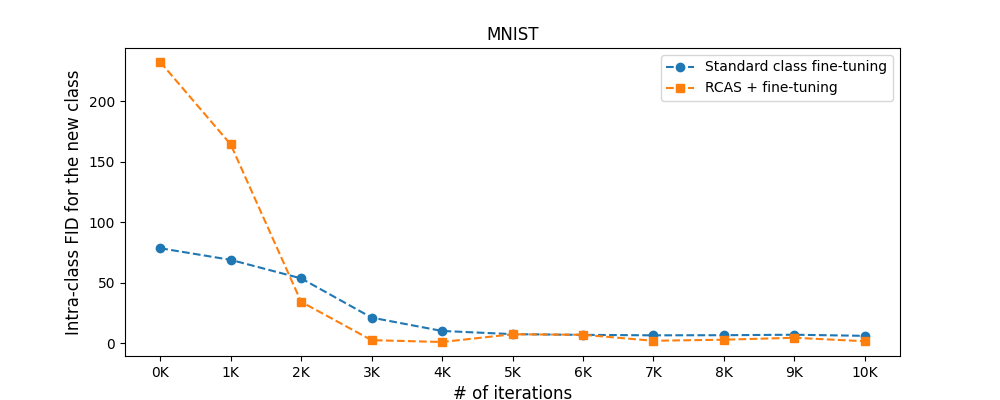 MNIST
Standard class fine-tuning
RCAS + fine-tuning
Intra-class FID for the new class
200
150
100
50
0
0K 1K 2K 3K 4K 5K 6K 7K 8K 9K 10K
# of iterations